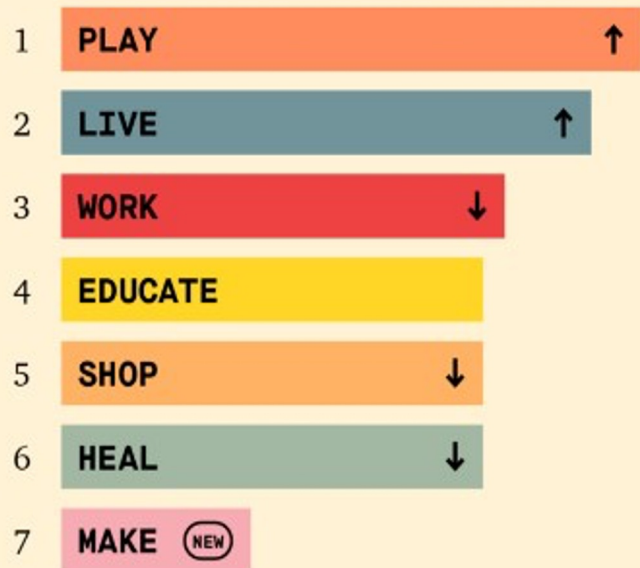 1 PLAY ↑
2 LIVE ↑
3 WORK ↓
4 EDUCATE
5 SHOP ↓
6 HEAL ↓
7 MAKE NEW